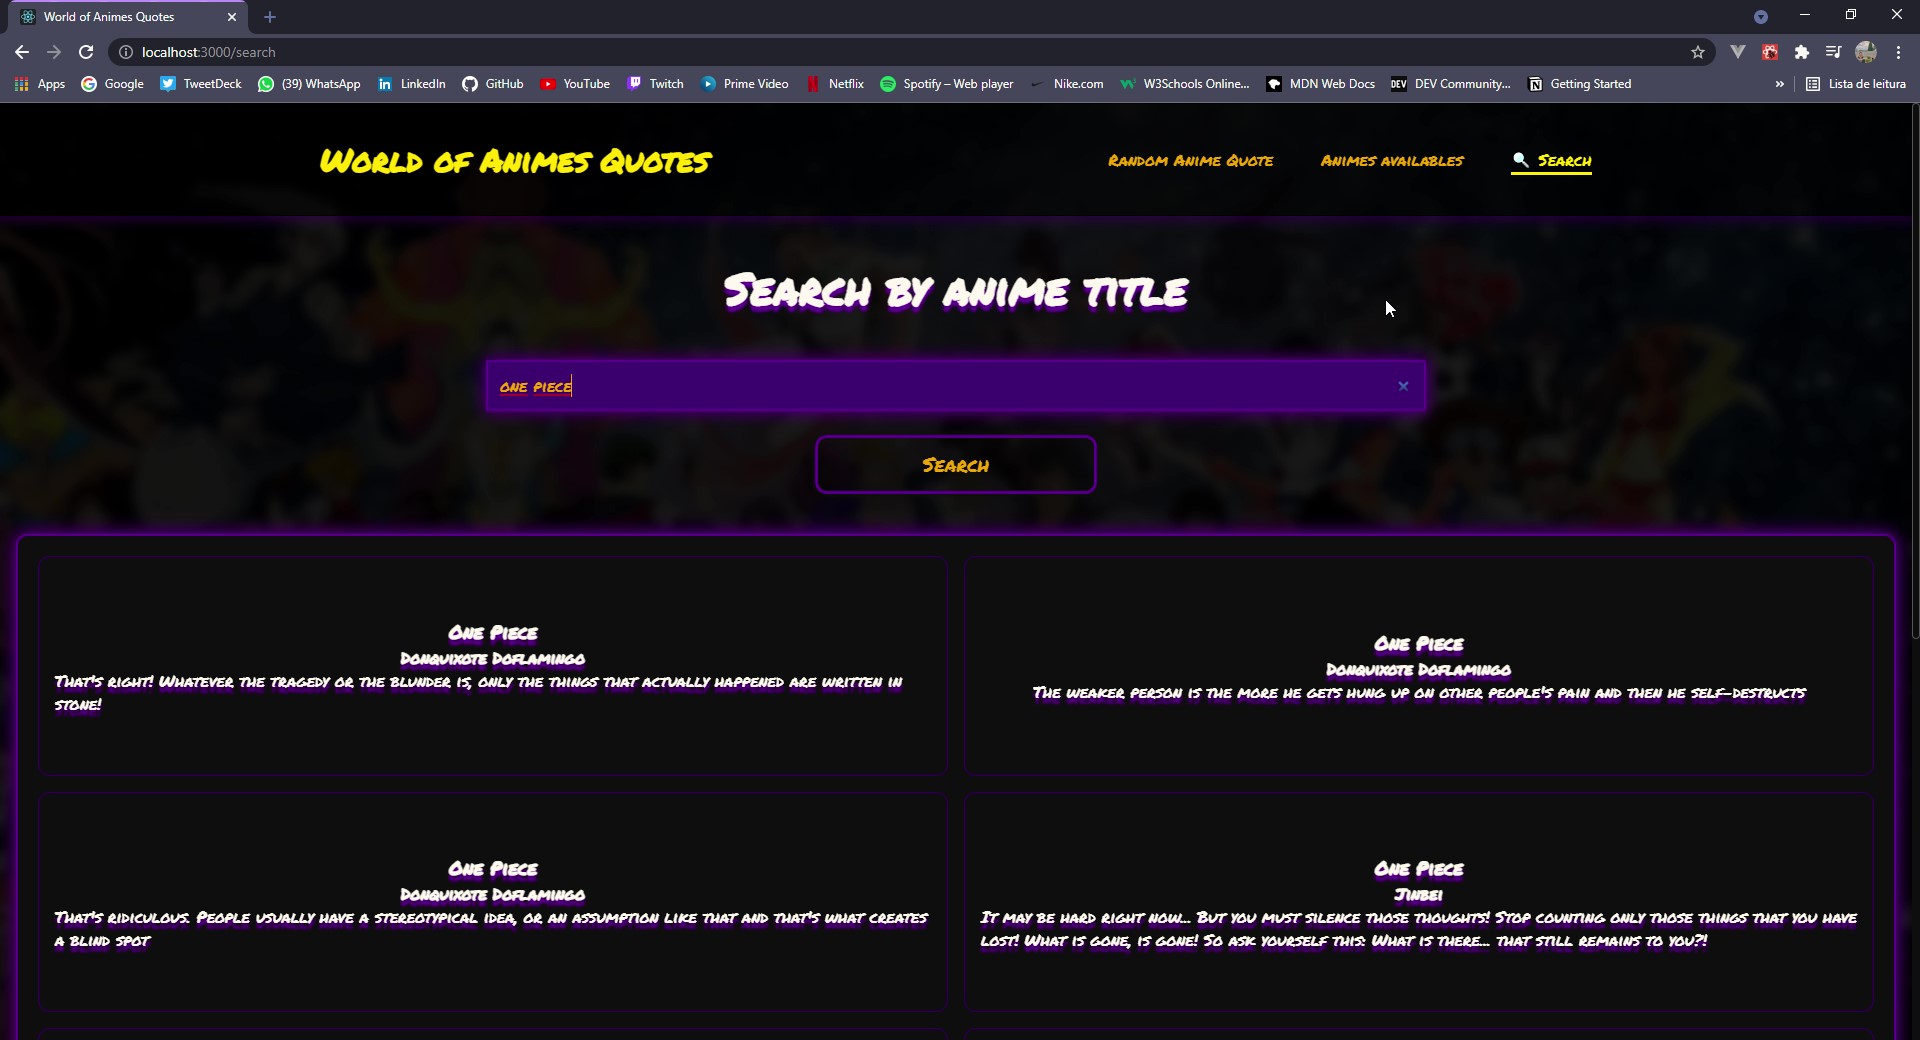 World of Animes Quotes
localhost:3000/search
Apps
Google
TweetDeck
(39) WhatsApp
LinkedIn
GitHub
YouTube
Twitch
Prime Video
Netflix
Spotify – Web player
Nike.com
W3Schools Online...
MDN Web Docs
DEV Community...
Getting Started
»
Lista de leitura
World of Animes Quotes
Random Anime Quote
Animes availables
Search
Search by anime title
one piece
Search
One Piece
Donquixote Doflamingo
That's right! Whatever the tragedy or the blunder is, only the things that actually happened are written in
stone!
One Piece
Donquixote Doflamingo
The weaker person is the more he gets hung up on other people's pain and then he self-destructs
One Piece
Donquixote Doflamingo
That's ridiculous. People usually have a stereotypical idea, or an assumption like that and that's what creates
a blind spot
One Piece
Jinbei
It may be hard right now... But you must silence those thoughts! Stop counting only those things that you have
lost! What is gone, is gone! So ask yourself this: What is there... that still remains to you?!